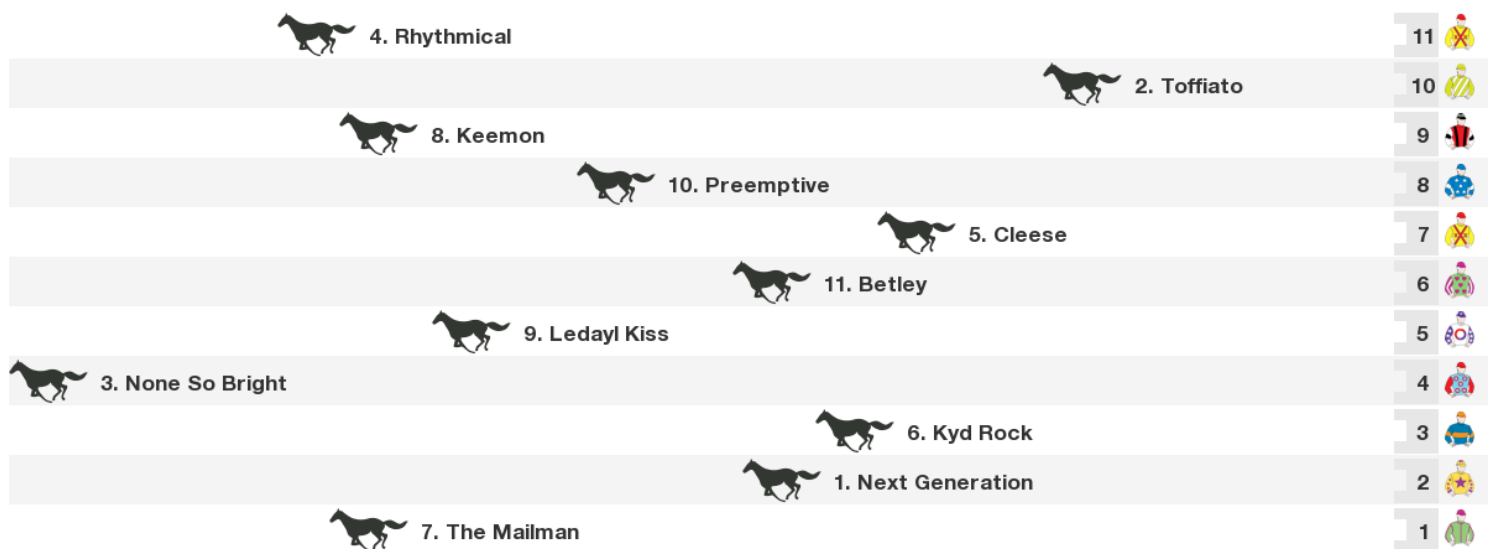 4. Rhythmical 11
2. Toffiato 10
8. Keemon 9
10. Preemptive 8
5. Cleese 7
11. Betley 6
9. Ledayl Kiss 5
3. None So Bright 4
6. Kyd Rock 3
1. Next Generation 2
7. The Mailman 1